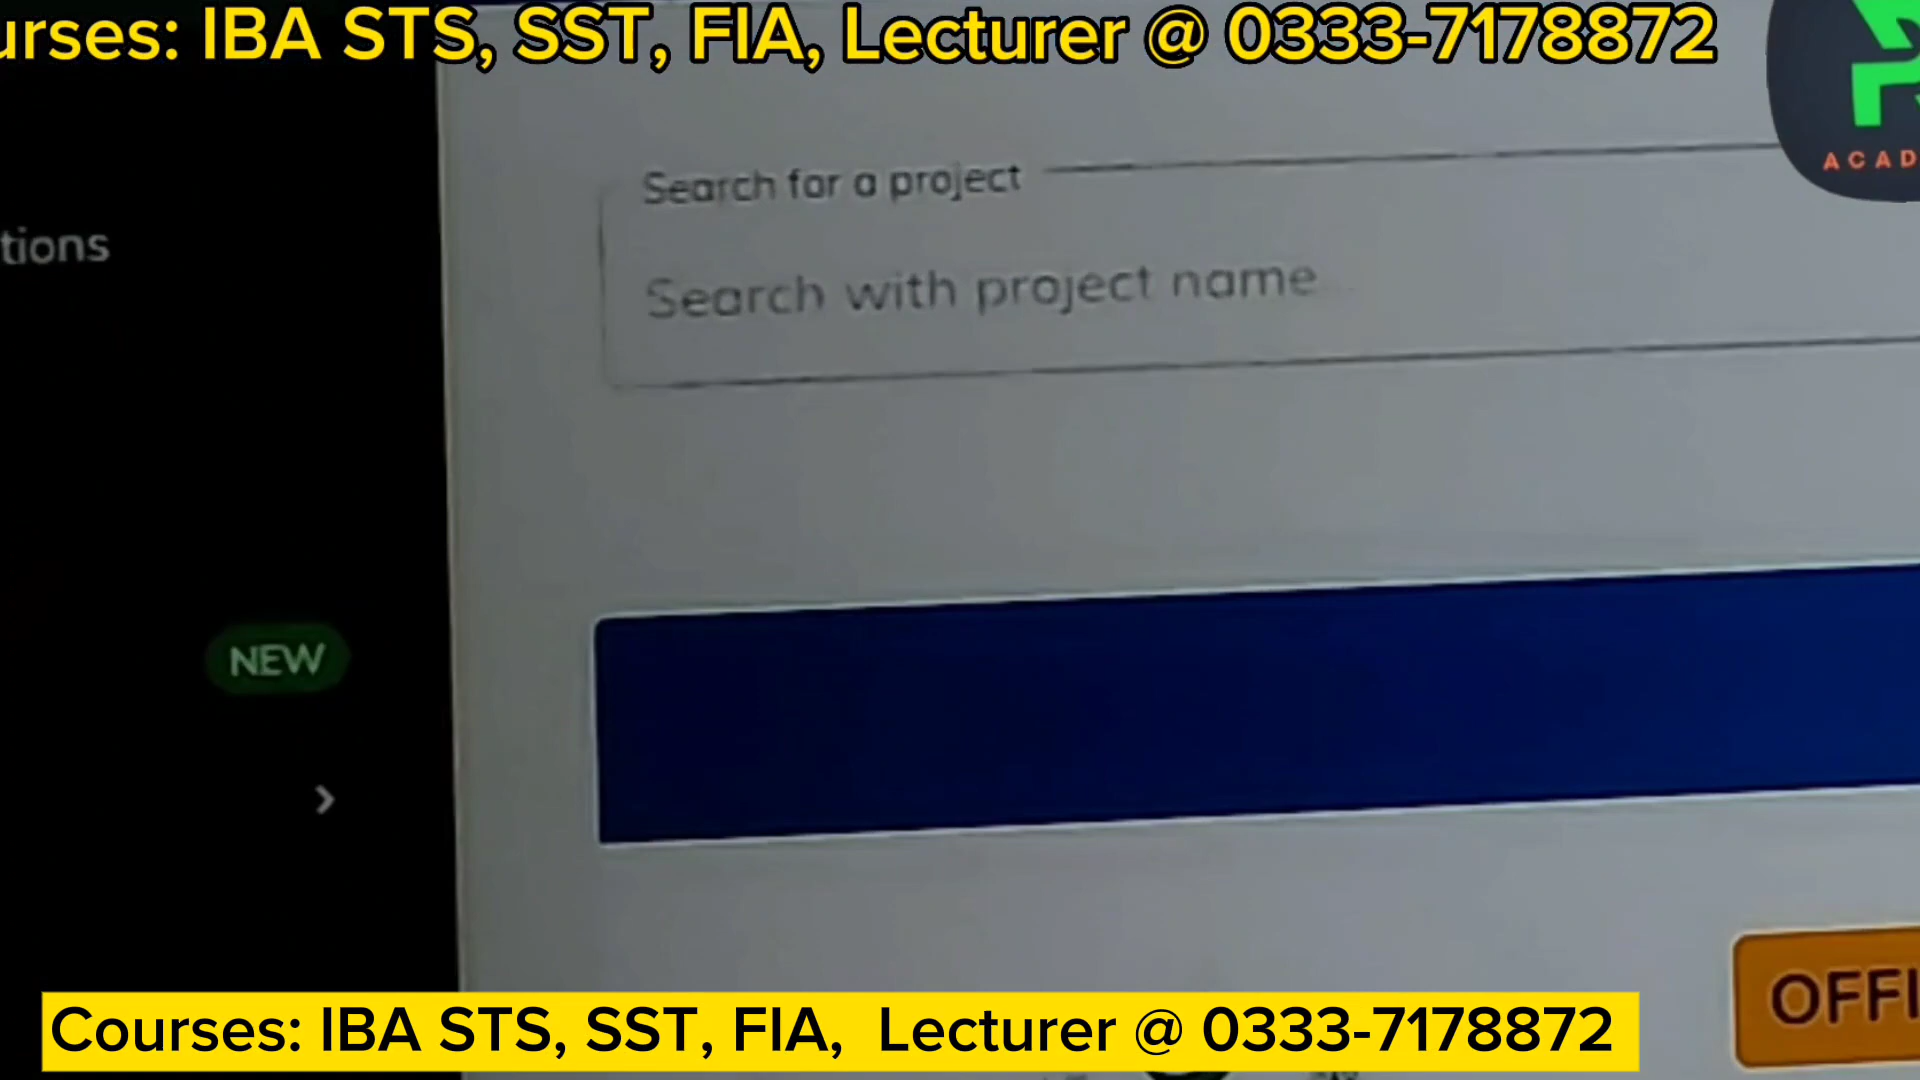 urses: IBA STS, SST, FIA, Lecturer @ 0333-7178872
ACAD
Search for a project
tions
Search with project name
NEW
OFFI
Courses: IBA STS, SST, FIA, Lecturer @ 0333-7178872